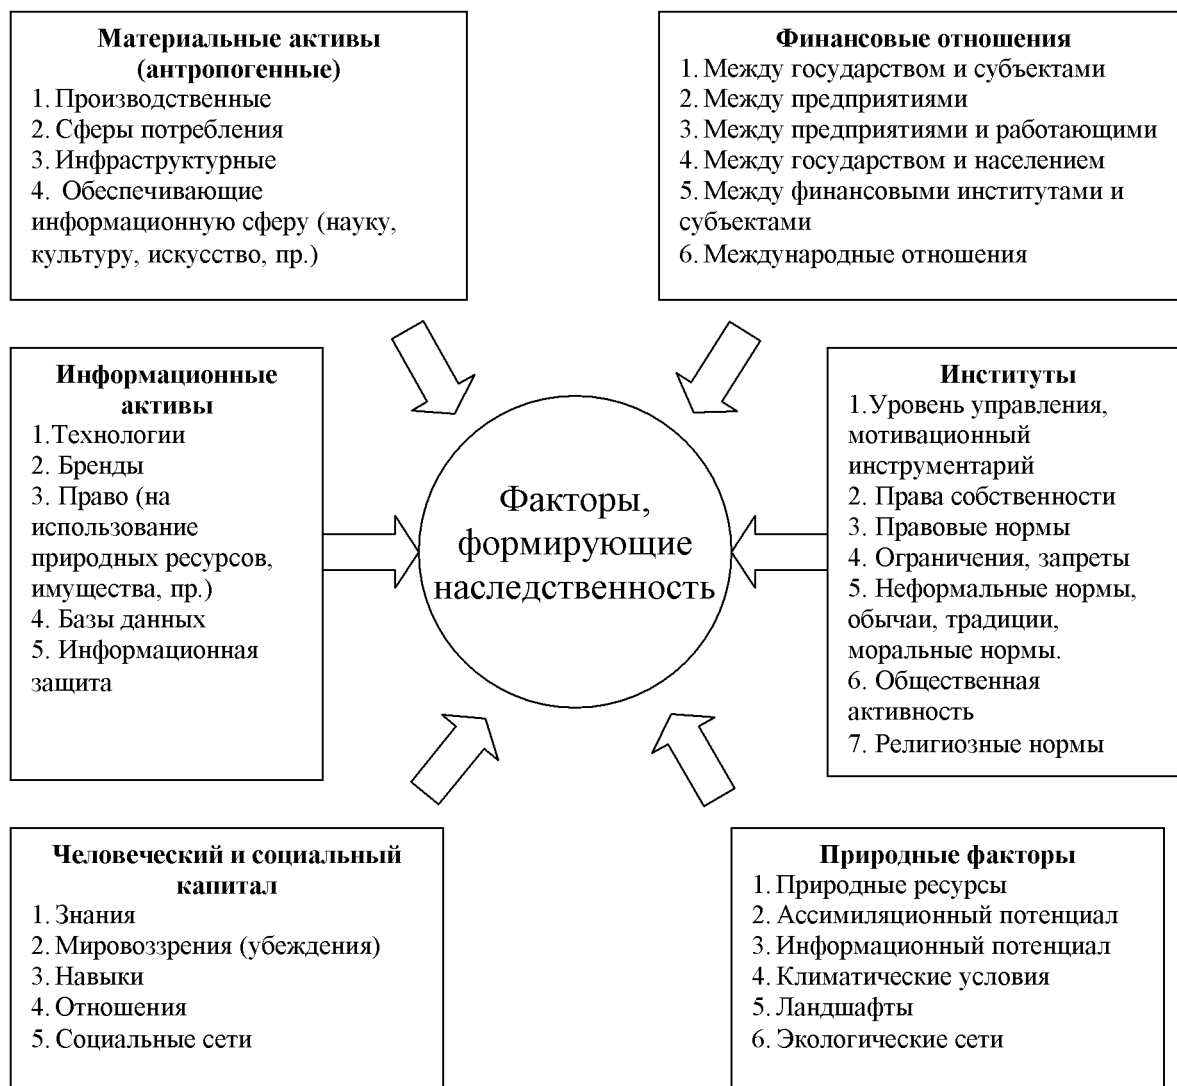 Материальные активы
(антропогенные)
1. Производственные
2. Сферы потребления
3. Инфраструктурные
4. Обеспечивающие
информационную сферу (науку,
культуру, искусство, пр.)
Финансовые отношения
1. Между государством и субъектами
2. Между предприятиями
3. Между предприятиями и работающими
4. Между государством и населением
5. Между финансовыми институтами и
субъектами
6. Международные отношения
Информационные
активы
1.Технологии
2. Бренды
3. Право (на
использование
природных ресурсов,
имущества, пр.)
4. Базы данных
5. Информационная
защита
Факторы,
формирующие
наследственность
Институты
1.Уровень управления,
мотивационный
инструментарий
2. Права собственности
3. Правовые нормы
4. Ограничения, запреты
5. Неформальные нормы,
обычаи, традиции,
моральные нормы.
6. Общественная
активность
7. Религиозные нормы
Человеческий и социальный
капитал
1. Знания
2. Мировоззрения (убеждения)
3. Навыки
4. Отношения
5. Социальные сети
Природные факторы
1. Природные ресурсы
2. Ассимиляционный потенциал
3. Информационный потенциал
4. Климатические условия
5. Ландшафты
6. Экологические сети